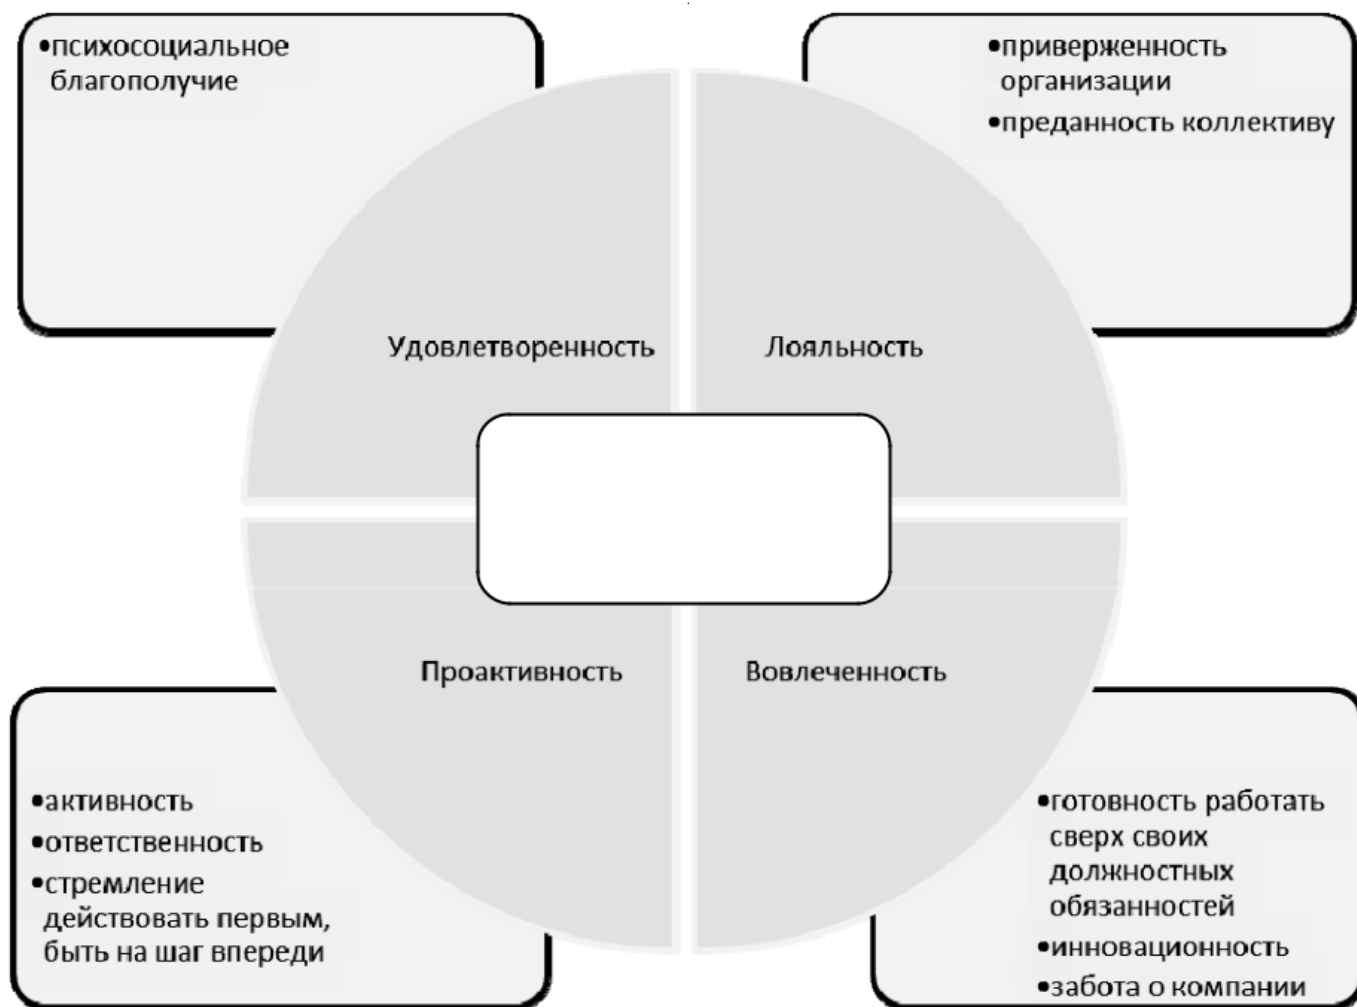 •психосоциальное
благополучие
•приверженность
организации
•преданность коллективу
Удовлетворенность
Лояльность
Проактивность
Вовлеченность
•активность
•ответственность
•стремление
действовать первым,
быть на шаг впереди
•готовность работать
сверх своих
должностных
обязанностей
•инновационность
•забота о компании